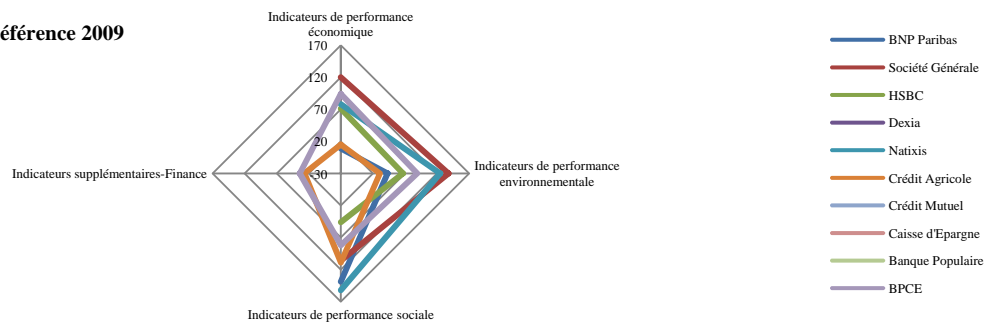 éférence 2009
Indicateurs de performance
économique
170
120
70
20
-30
Indicateurs de performance
environnementale
Indicateurs supplémentaires-Finance
Indicateurs de performance sociale
BNP Paribas
Société Générale
HSBC
Dexia
Natixis
Crédit Agricole
Crédit Mutuel
Caisse d'Epargne
Banque Populaire
BPCE